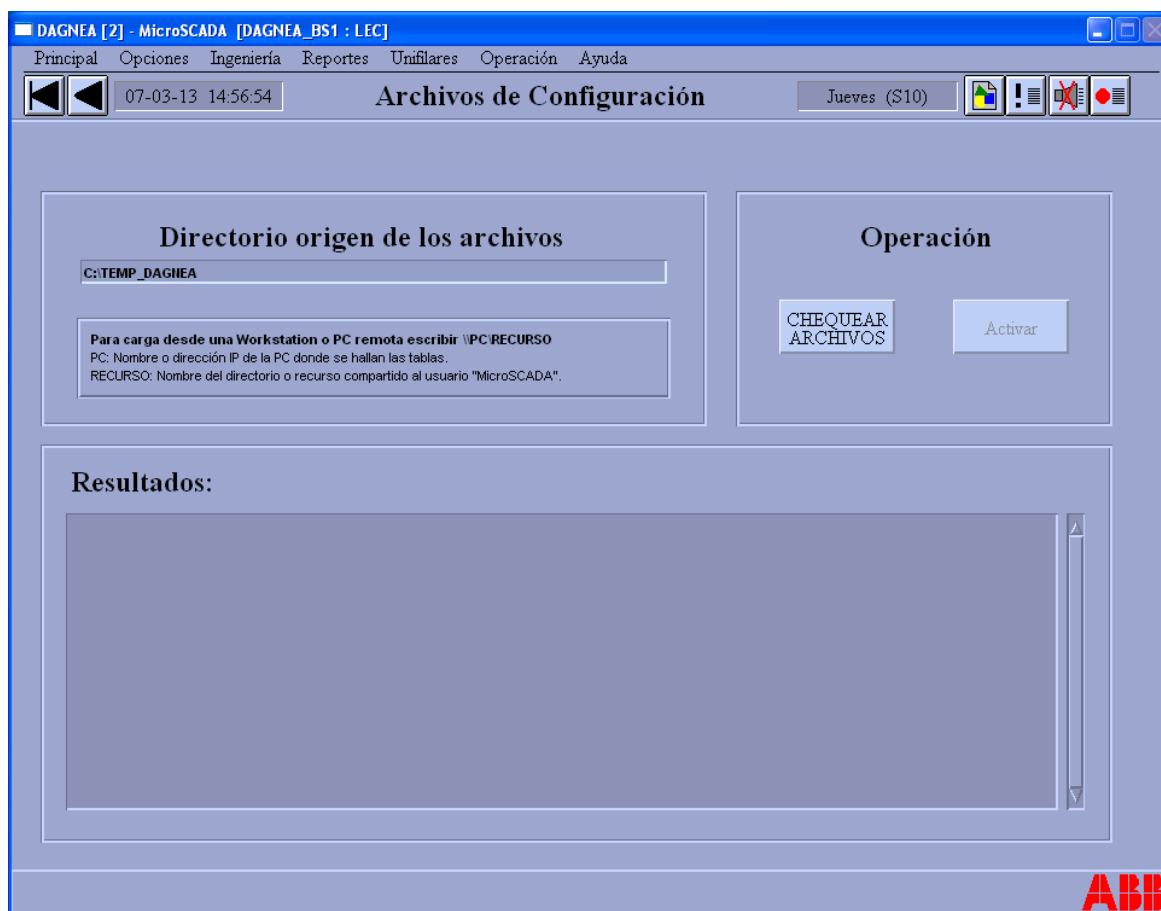 DAGNEA [2] - MicroSCADA [DAGNEA_BS1 : LEC]
Principal Opciones Ingeniería Reportes Unifilares Operación Ayuda
07-03-13 14:56:54 Archivos de Configuración Jueves (S10)
Directorio origen de los archivos
C:\TEMP_DAGNEA
Para carga desde una Workstation o PC remota escribir \\PC\RECURSO
PC: Nombre o dirección IP de la PC donde se hallan las tablas.
RECURSO: Nombre del directorio o recurso compartido al usuario "MicroSCADA".
Operación
CHEQUEAR
ARCHIVOS
Activar
Resultados:
ABB